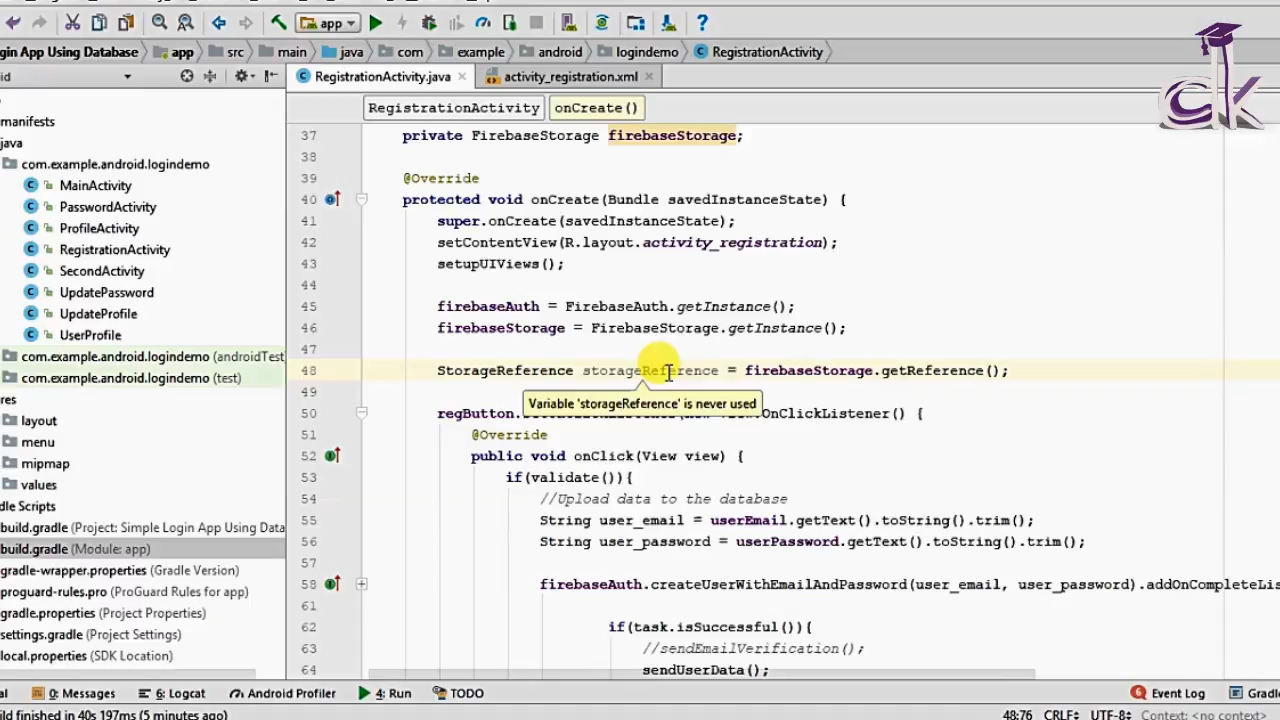 app
gin App Using Database
app
src
main
java
com
example
android
logindemo
RegistrationActivity
id
RegistrationActivity.java
activity_registration.xml
RegistrationActivity
onCreate()
manifests
java
com.example.android.logindemo
MainActivity
PasswordActivity
ProfileActivity
RegistrationActivity
SecondActivity
UpdatePassword
UpdateProfile
UserProfile
com.example.android.logindemo (androidTest
com.example.android.logindemo (test)
res
layout
menu
mipmap
values
dle Scripts
build.gradle (Project: Simple Login App Using Data
build.gradle (Module: app)
gradle-wrapper.properties (Gradle Version)
proguard-rules.pro (ProGuard Rules for app)
gradle.properties (Project Properties)
settings.gradle (Project Settings)
local.properties (SDK Location)
37 private FirebaseStorage firebaseStorage;
38
39 @Override
40 protected void onCreate(Bundle savedInstanceState) {
41 super.onCreate(savedInstanceState);
42 setContentView(R.layout.activity_registration);
43 setupUIViews();
44
45 firebaseAuth = FirebaseAuth.getInstance();
46 firebaseStorage = FirebaseStorage.getInstance();
47
48 StorageReference storageReference = firebaseStorage.getReference();
49
Variable 'storageReference' is never used
50 regButton. OnClickListener() {
51 @Override
52 public void onClick(View view) {
53 if(validate()){
54 //Upload data to the database
55 String user_email = userEmail.getText().toString().trim();
56 String user_password = userPassword.getText().toString().trim();
57
58 firebaseAuth.createUserWithEmailAndPassword(user_email, user_password).addOnCompleteLis
61
62 if(task.isSuccessful()){
63 //sendEmailVerification();
64 sendUserData();
al
0: Messages
6: Logcat
Android Profiler
4: Run
TODO
Event Log
Gradle
ild finished in 40s 197ms (5 minutes ago)
48:76
CRLF
UTF-8
Context: <no context>
ck